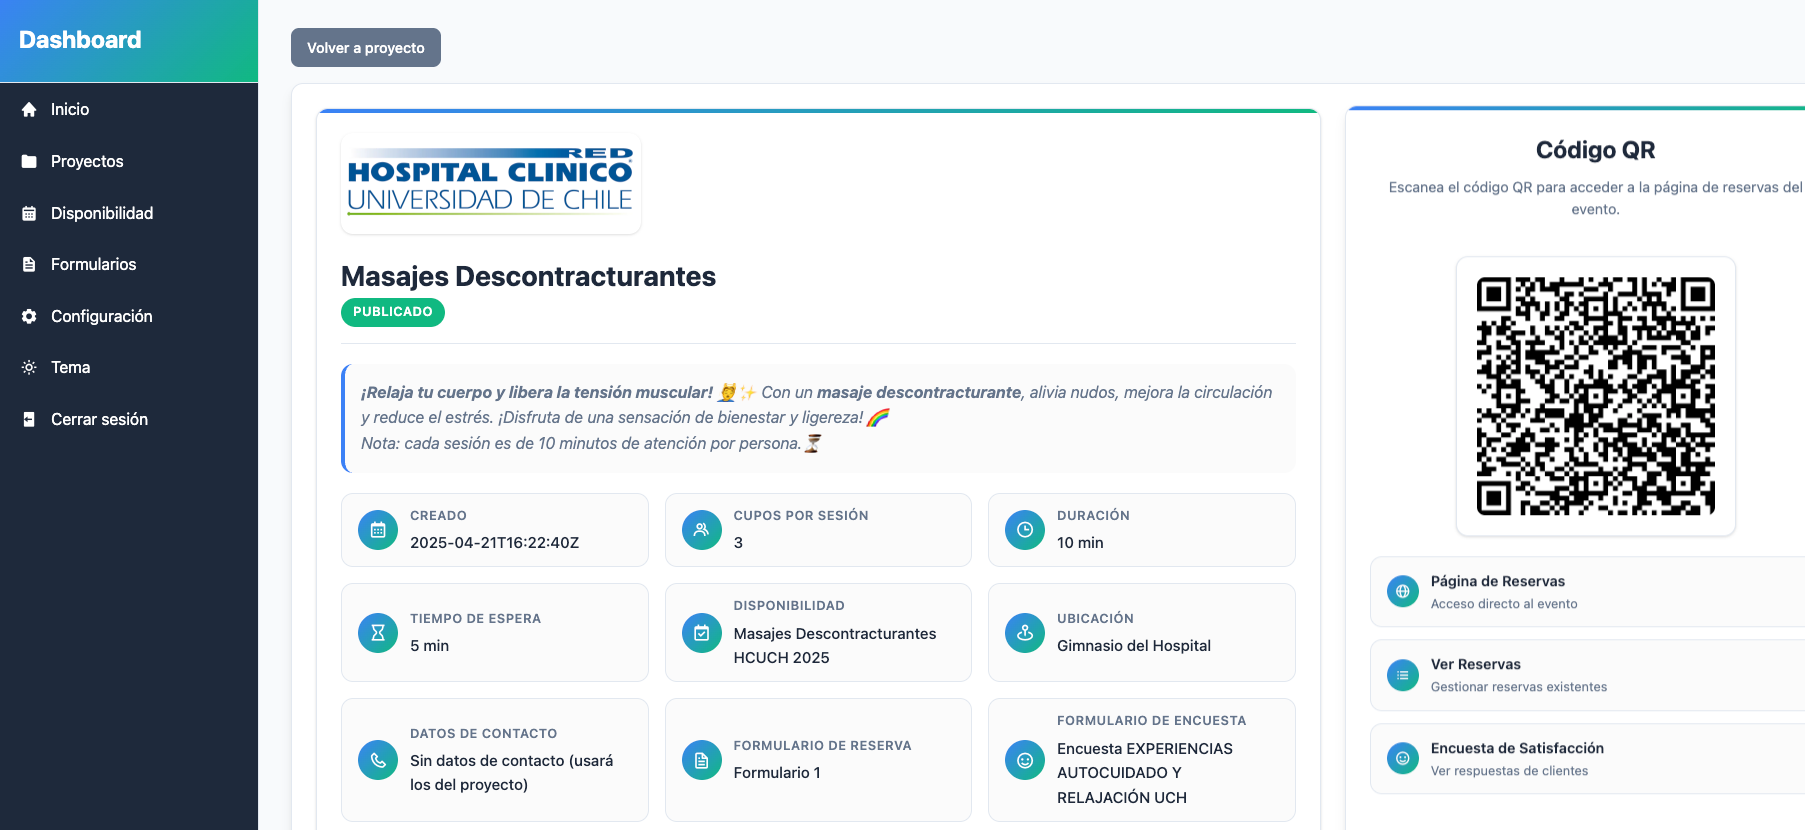 Dashboard
Inicio
Proyectos
Disponibilidad
Formularios
Configuración
Tema
Cerrar sesión
Volver a proyecto
RED
HOSPITAL CLINICO
UNIVERSIDAD DE CHILE
Masajes Descontracturantes
PUBLICADO
¡Relaja tu cuerpo y libera la tensión muscular! 💆✨ Con un masaje descontracturante, alivia nudos, mejora la circulación
y reduce el estrés. ¡Disfruta de una sensación de bienestar y ligereza! 🌈
Nota: cada sesión es de 10 minutos de atención por persona. ⏳
CREADO
2025-04-21T16:22:40Z
CUPOS POR SESIÓN
3
DURACIÓN
10 min
TIEMPO DE ESPERA
5 min
DISPONIBILIDAD
Masajes Descontracturantes
HCUCH 2025
UBICACIÓN
Gimnasio del Hospital
DATOS DE CONTACTO
Sin datos de contacto (usará
los del proyecto)
FORMULARIO DE RESERVA
Formulario 1
FORMULARIO DE ENCUESTA
Encuesta EXPERIENCIAS
AUTOCUIDADO Y
RELAJACIÓN UCH
Código QR
Escanea el código QR para acceder a la página de reservas del
evento.
Página de Reservas
Acceso directo al evento
Ver Reservas
Gestionar reservas existentes
Encuesta de Satisfacción
Ver respuestas de clientes